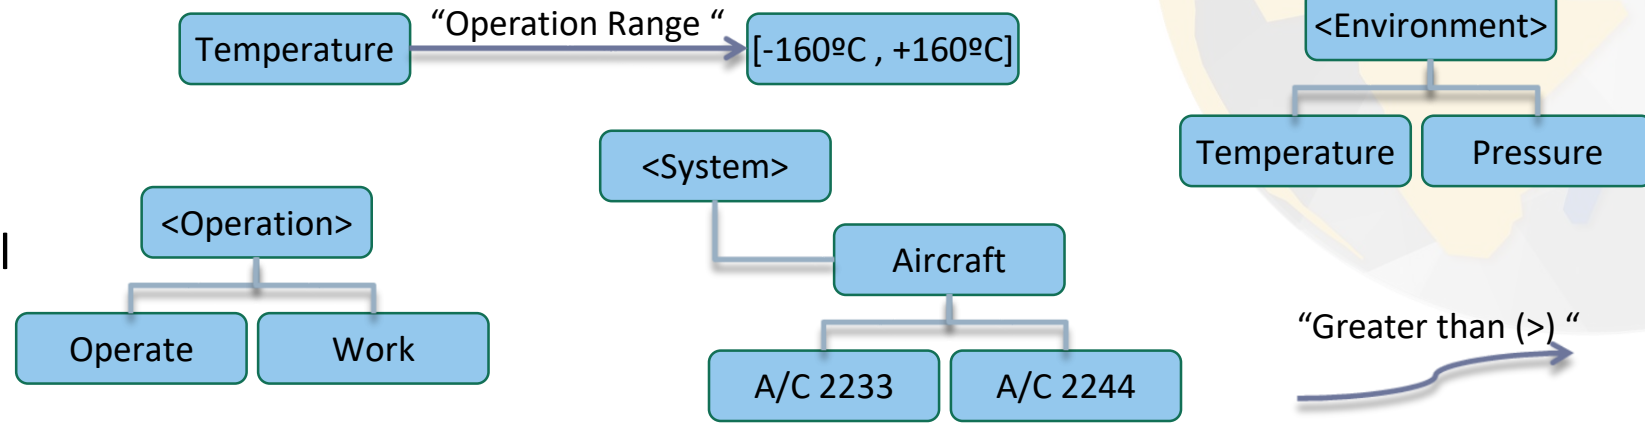 “Operation Range “
Temperature
[-160ºC , +160ºC]
<Environment>
Temperature
Pressure
<System>
<Operation>
Aircraft
Operate
Work
A/C 2233
A/C 2244
“Greater than (>) “